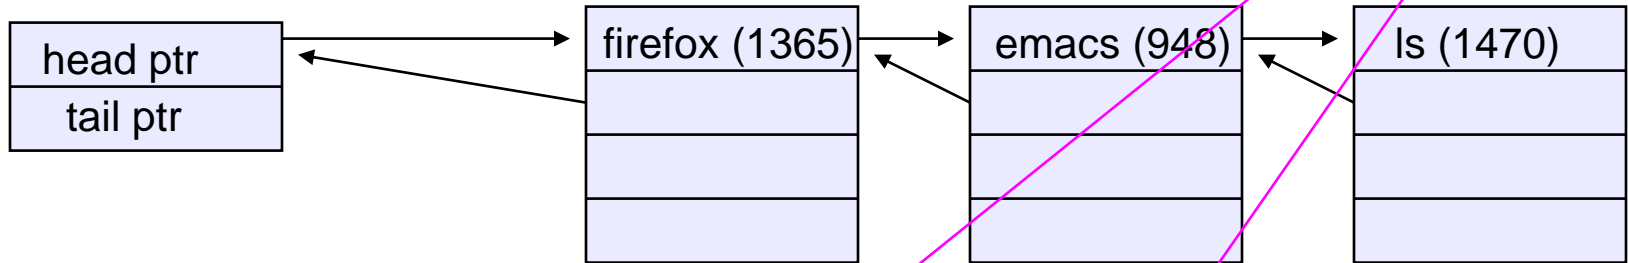 head ptr
tail ptr
firefox (1365)
emacs (948)
ls (1470)